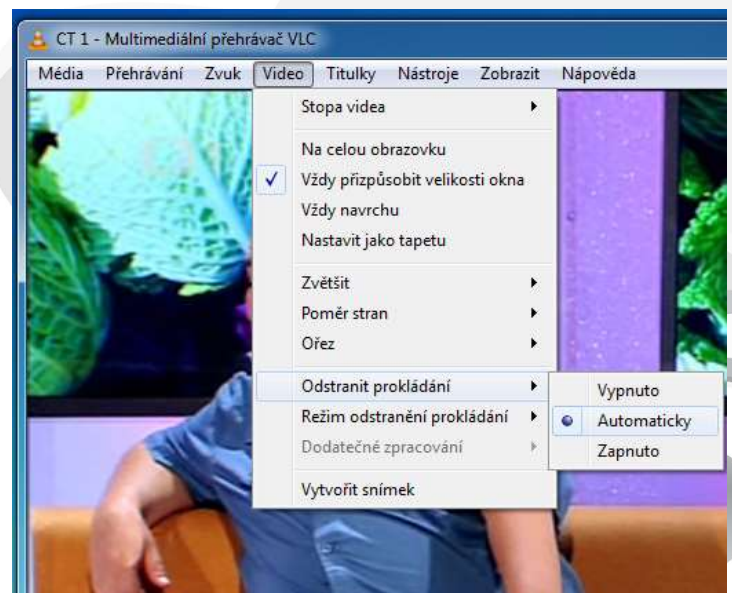 CT 1 - Multimediální přehrávač VLC
Média Přehrávání Zvuk Video Titulky Nástroje Zobrazit Nápověda
Stopa videa
Na celou obrazovku
Vždy přizpůsobit velikosti okna
Vždy navrchu
Nastavit jako tapetu
Zvětšit
Poměr stran
Ořez
Odstranit prokládání
Vypnuto
Režim odstranění prokládání
Automaticky
Dodatečné zpracování
Zapnuto
Vytvořit snímek